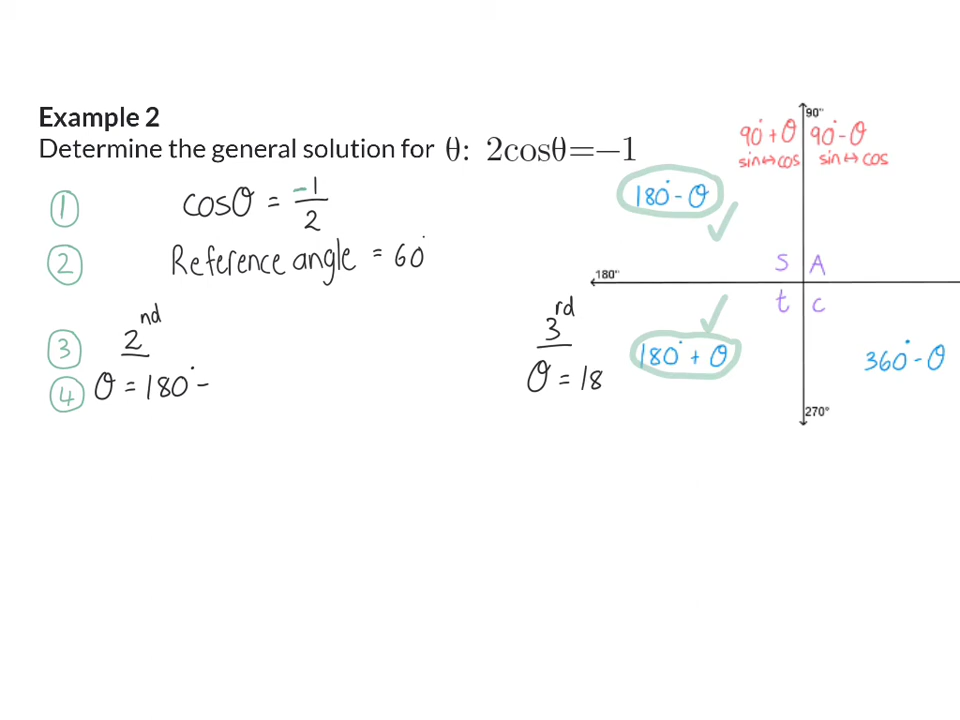 Example 2
Determine the general solution for θ: 2cosθ=−1
① cosθ = -1/2
② Reference angle = 60°
③ 2nd
④ θ = 180° -
3rd
θ = 18
90°
90° + θ 90° - θ
sin↔cos sin↔cos
180° - θ
S A
180°
t C
180° + θ 360° - θ
270°